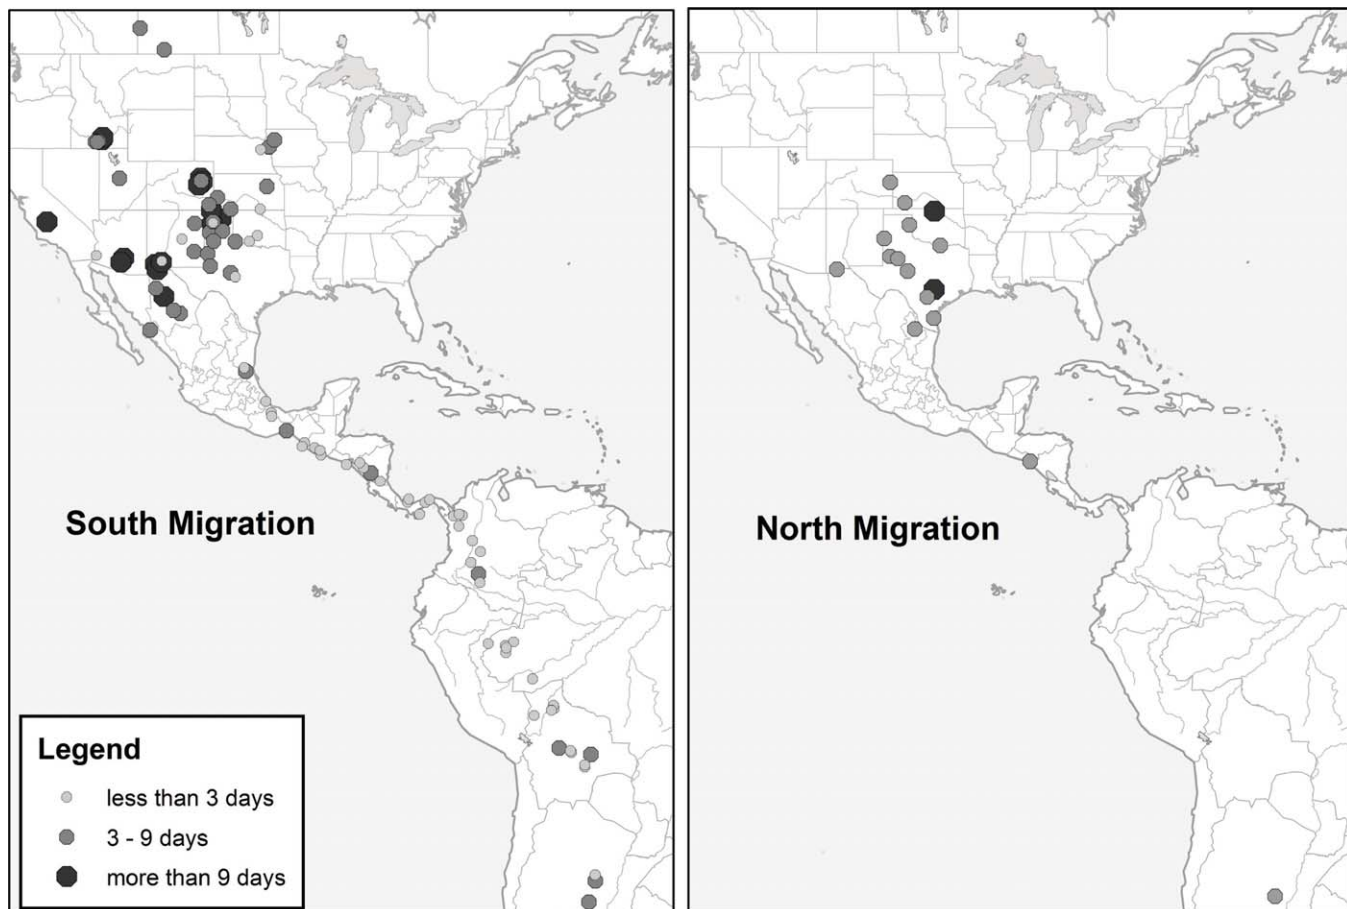 South Migration
North Migration
Legend
less than 3 days
3 - 9 days
more than 9 days